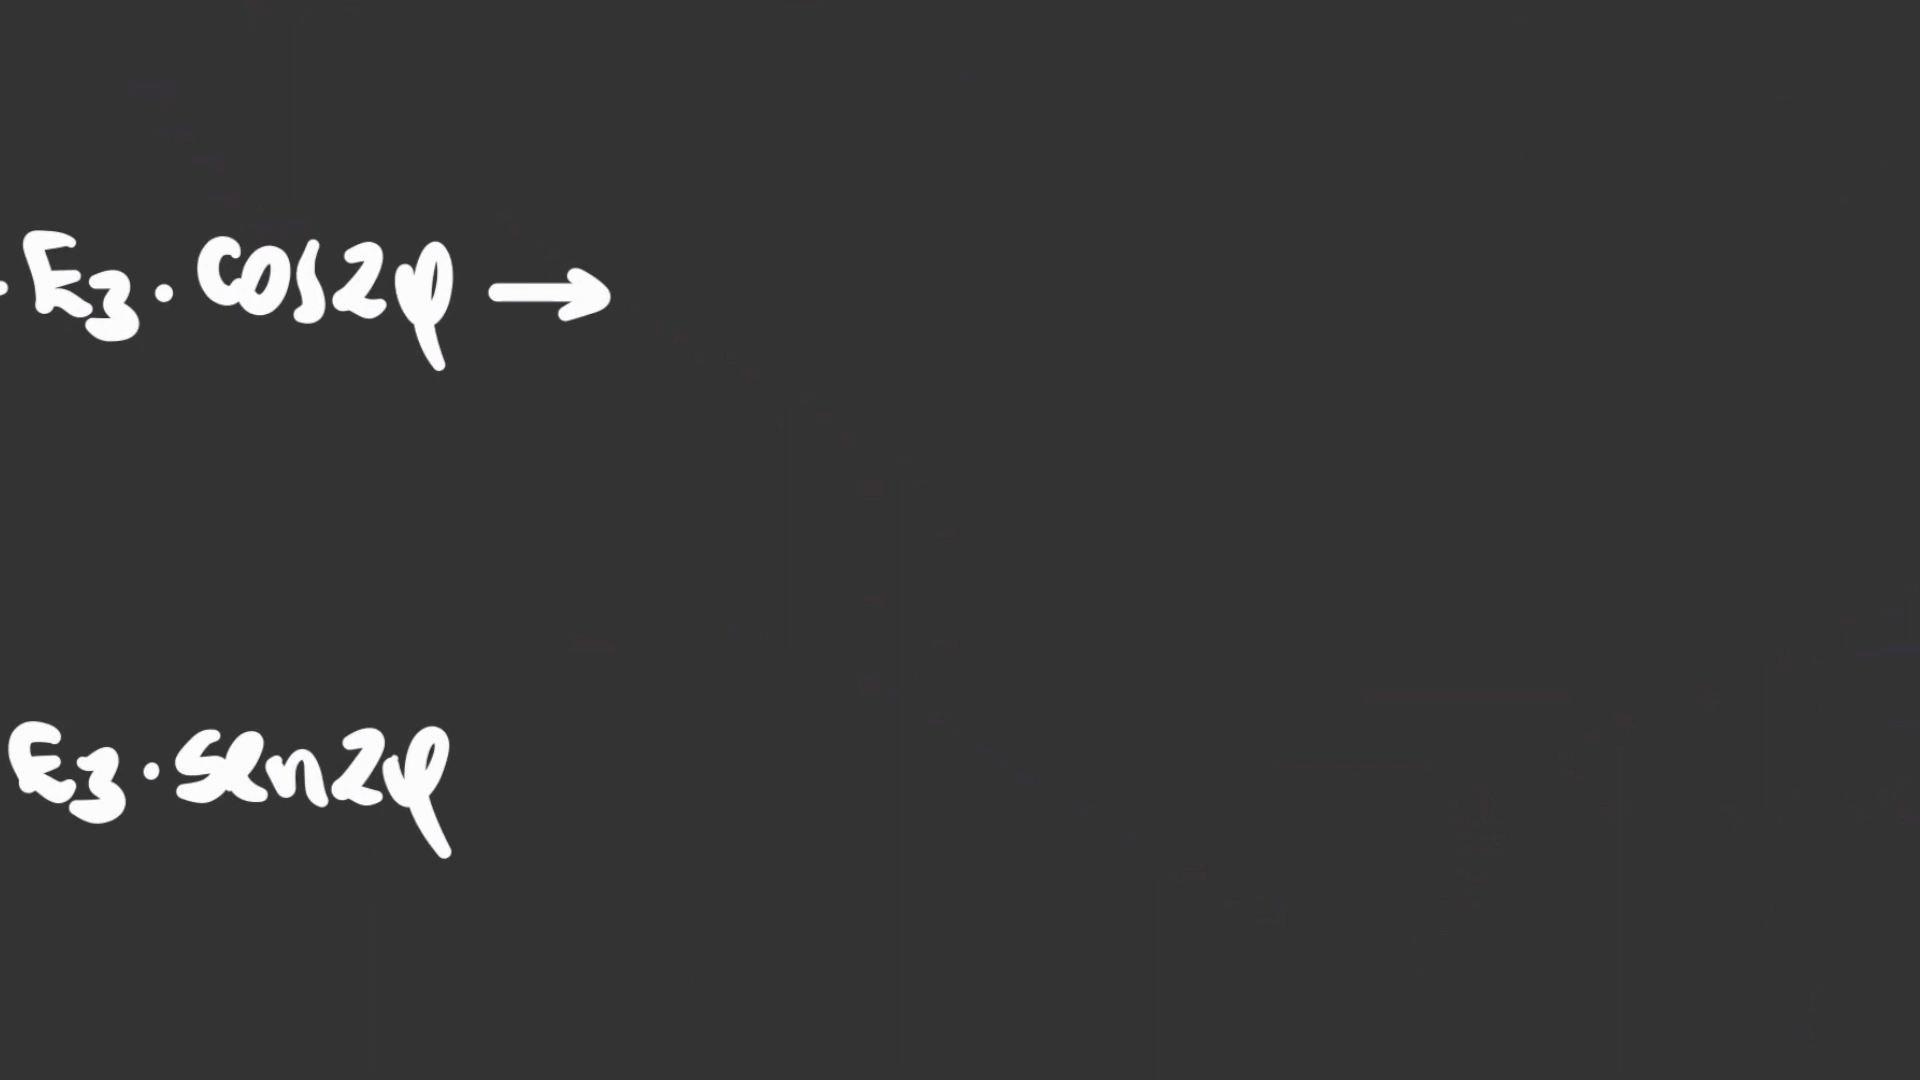 · E₃ · cos2φ →
E₃ · sen2φ